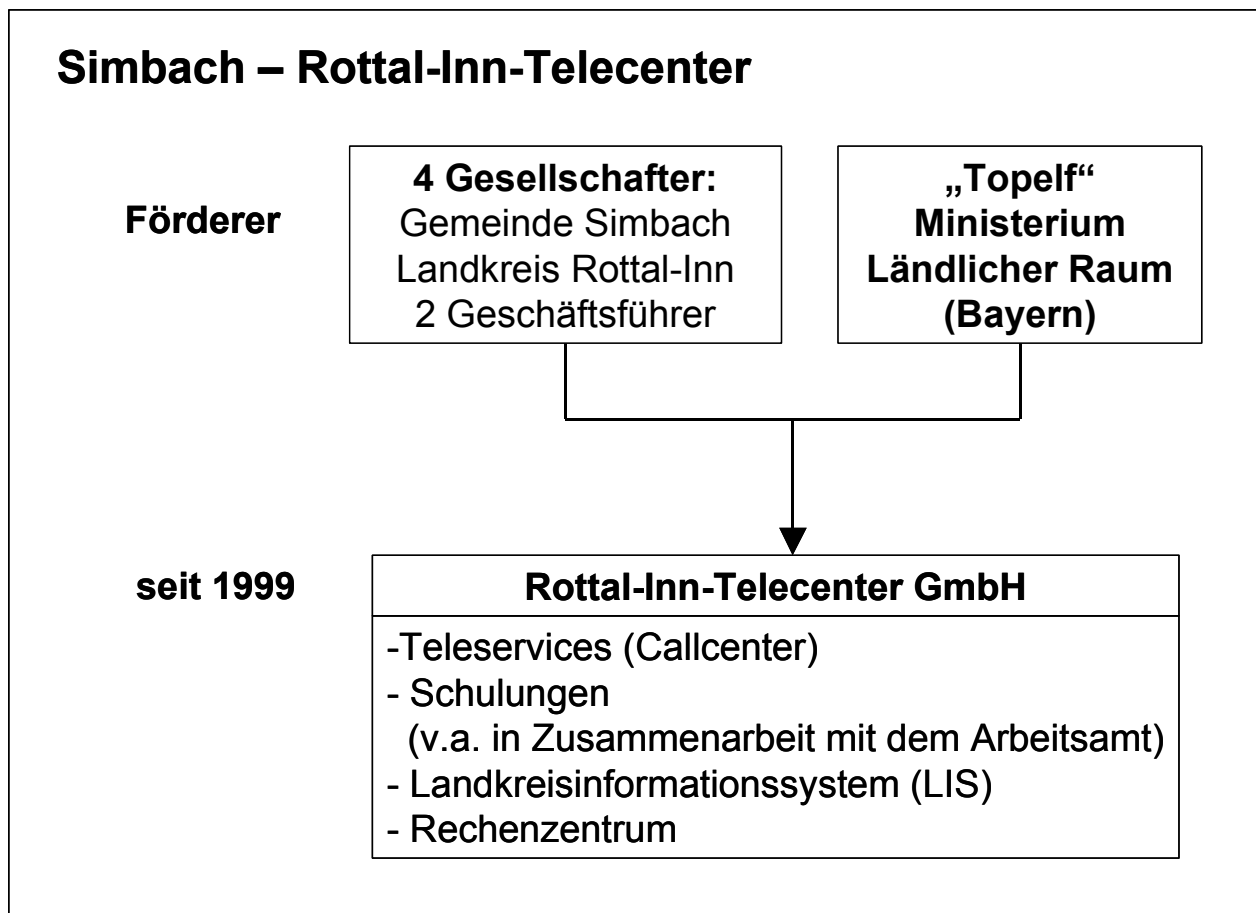 Simbach – Rottal-Inn-Telecenter
Förderer
4 Gesellschafter:
Gemeinde Simbach
Landkreis Rottal-Inn
2 Geschäftsführer
„Topelf“
Ministerium
Ländlicher Raum
(Bayern)
seit 1999
Rottal-Inn-Telecenter GmbH
-Teleservices (Callcenter)
- Schulungen
(v.a. in Zusammenarbeit mit dem Arbeitsamt)
- Landkreisinformationssystem (LIS)
- Rechenzentrum